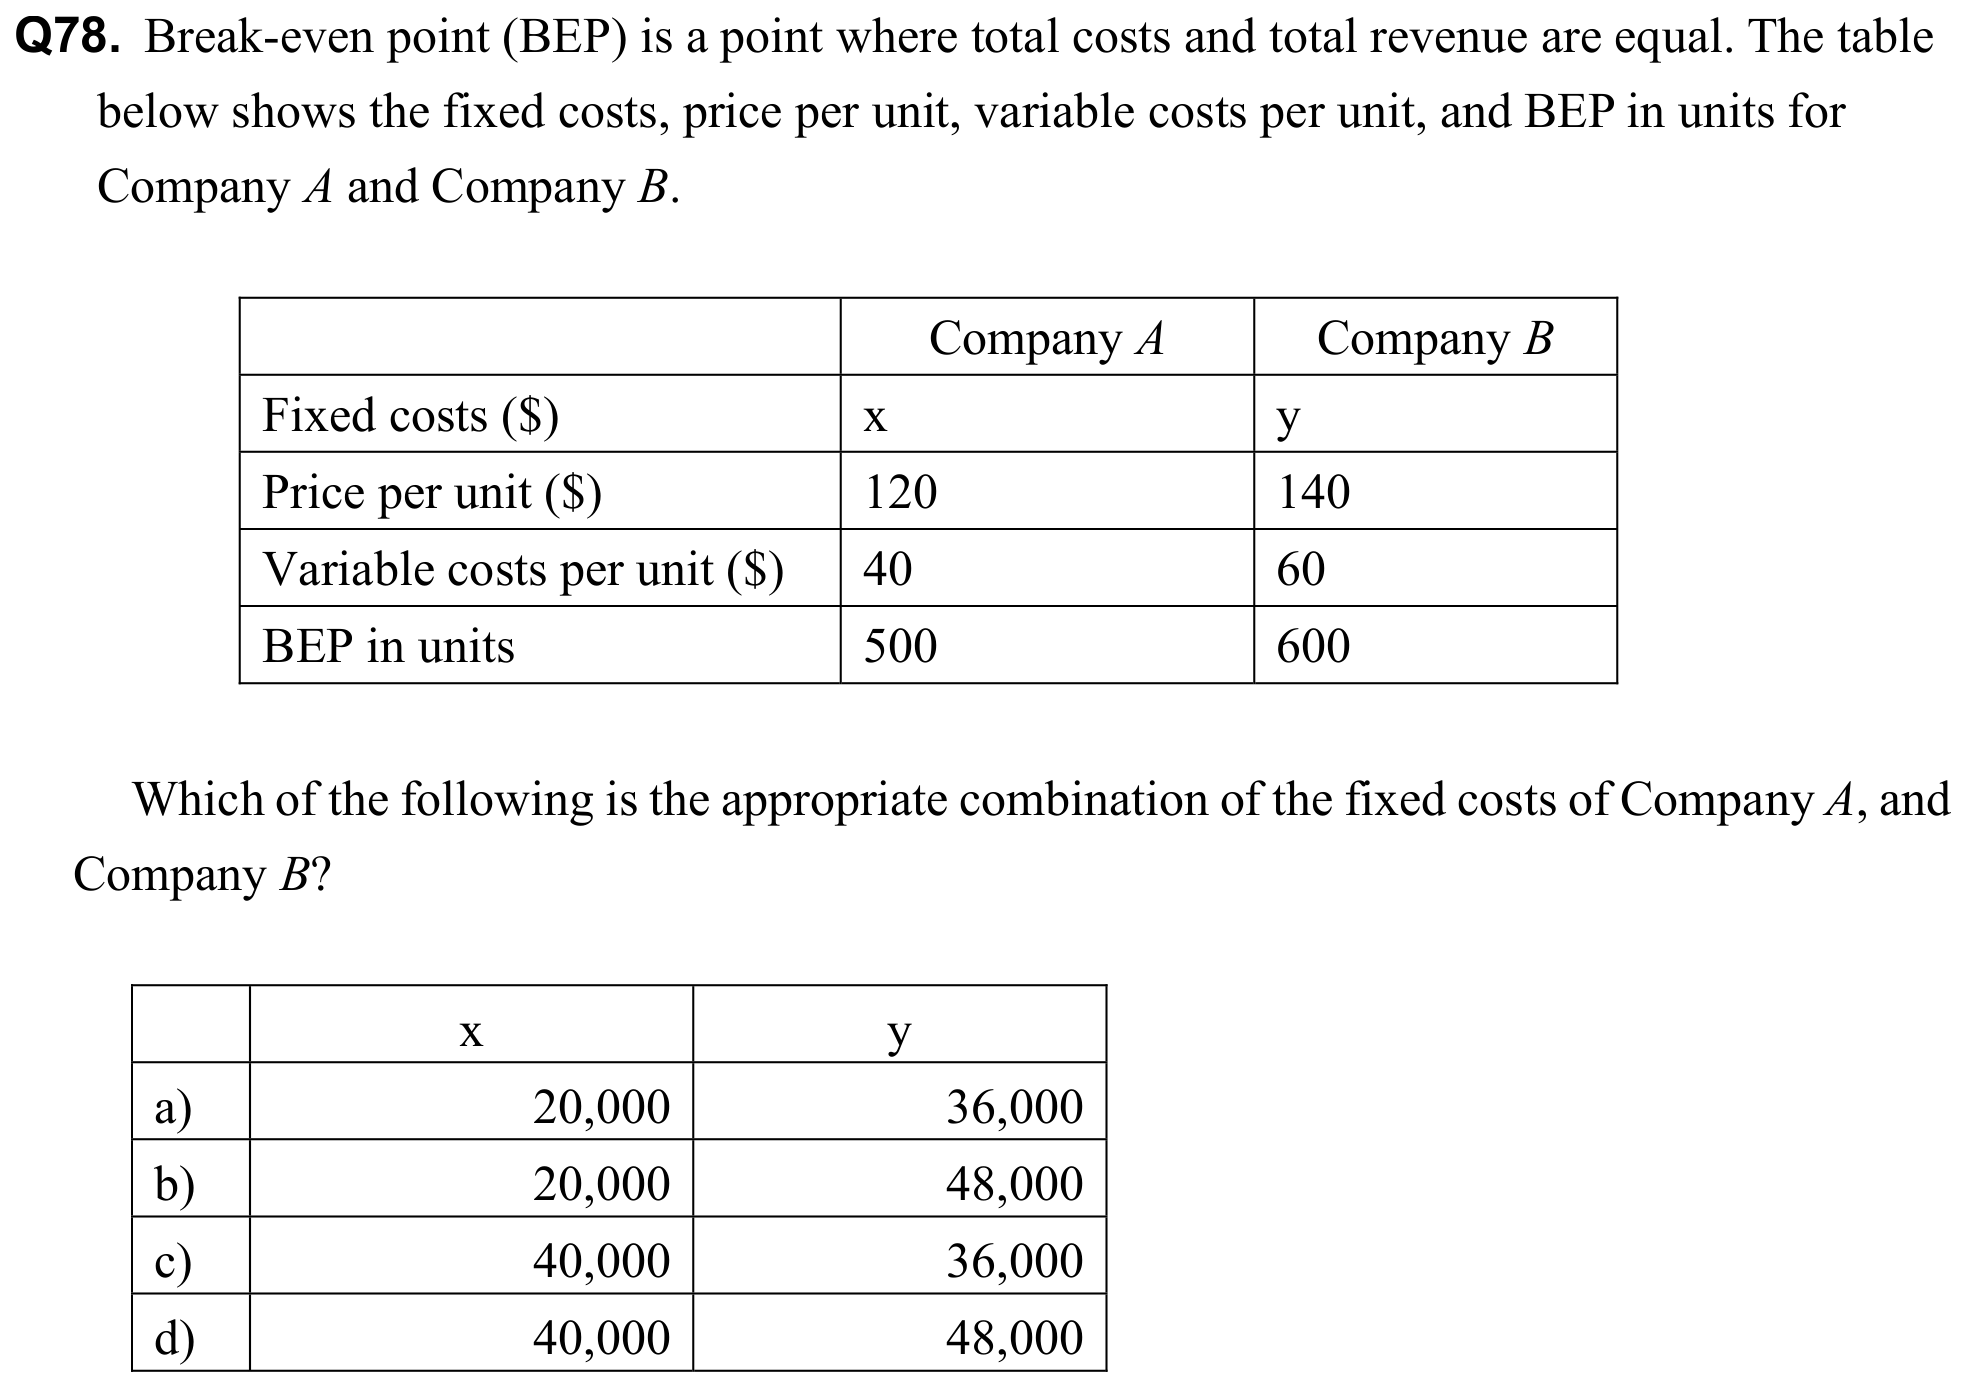 Q78. Break-even point (BEP) is a point where total costs and total revenue are equal. The table
below shows the fixed costs, price per unit, variable costs per unit, and BEP in units for
Company A and Company B.
Company A Company B
Fixed costs ($) x y
Price per unit ($) 120 140
Variable costs per unit ($) 40 60
BEP in units 500 600
Which of the following is the appropriate combination of the fixed costs of Company A, and
Company B?
x y
a) 20,000 36,000
b) 20,000 48,000
c) 40,000 36,000
d) 40,000 48,000